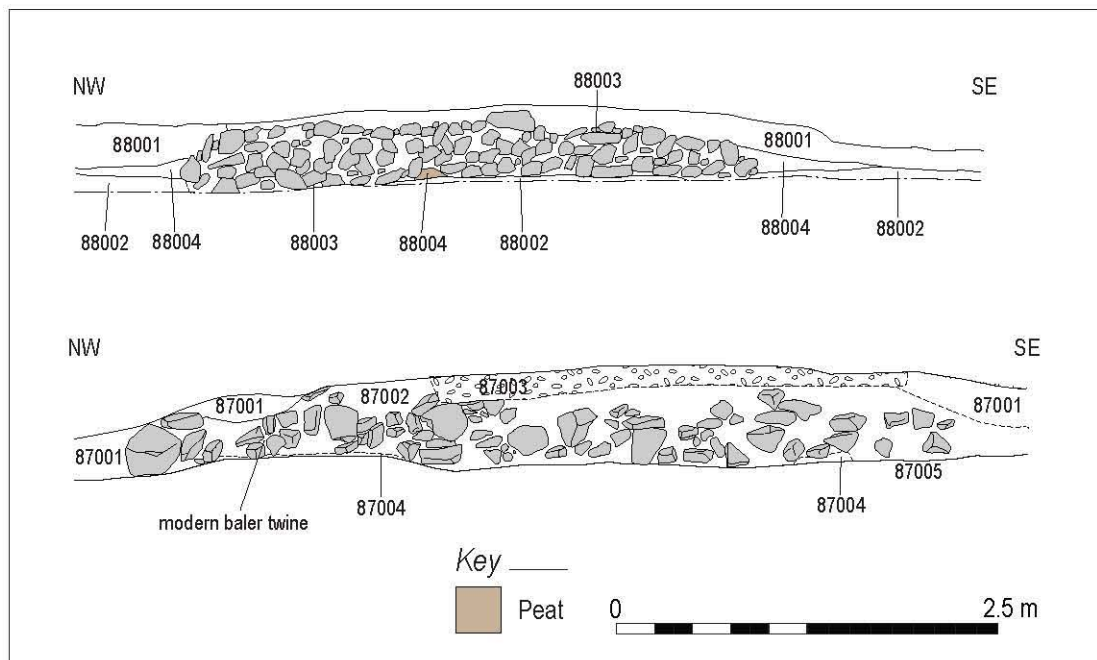 NW 88003 SE
88001 88001
88002 88004 88003 88004 88002 88004 88002
NW SE
87001 87002 87003 87001
87001
87004 87004 87005
modern baler twine
Key
Peat 0 2.5 m